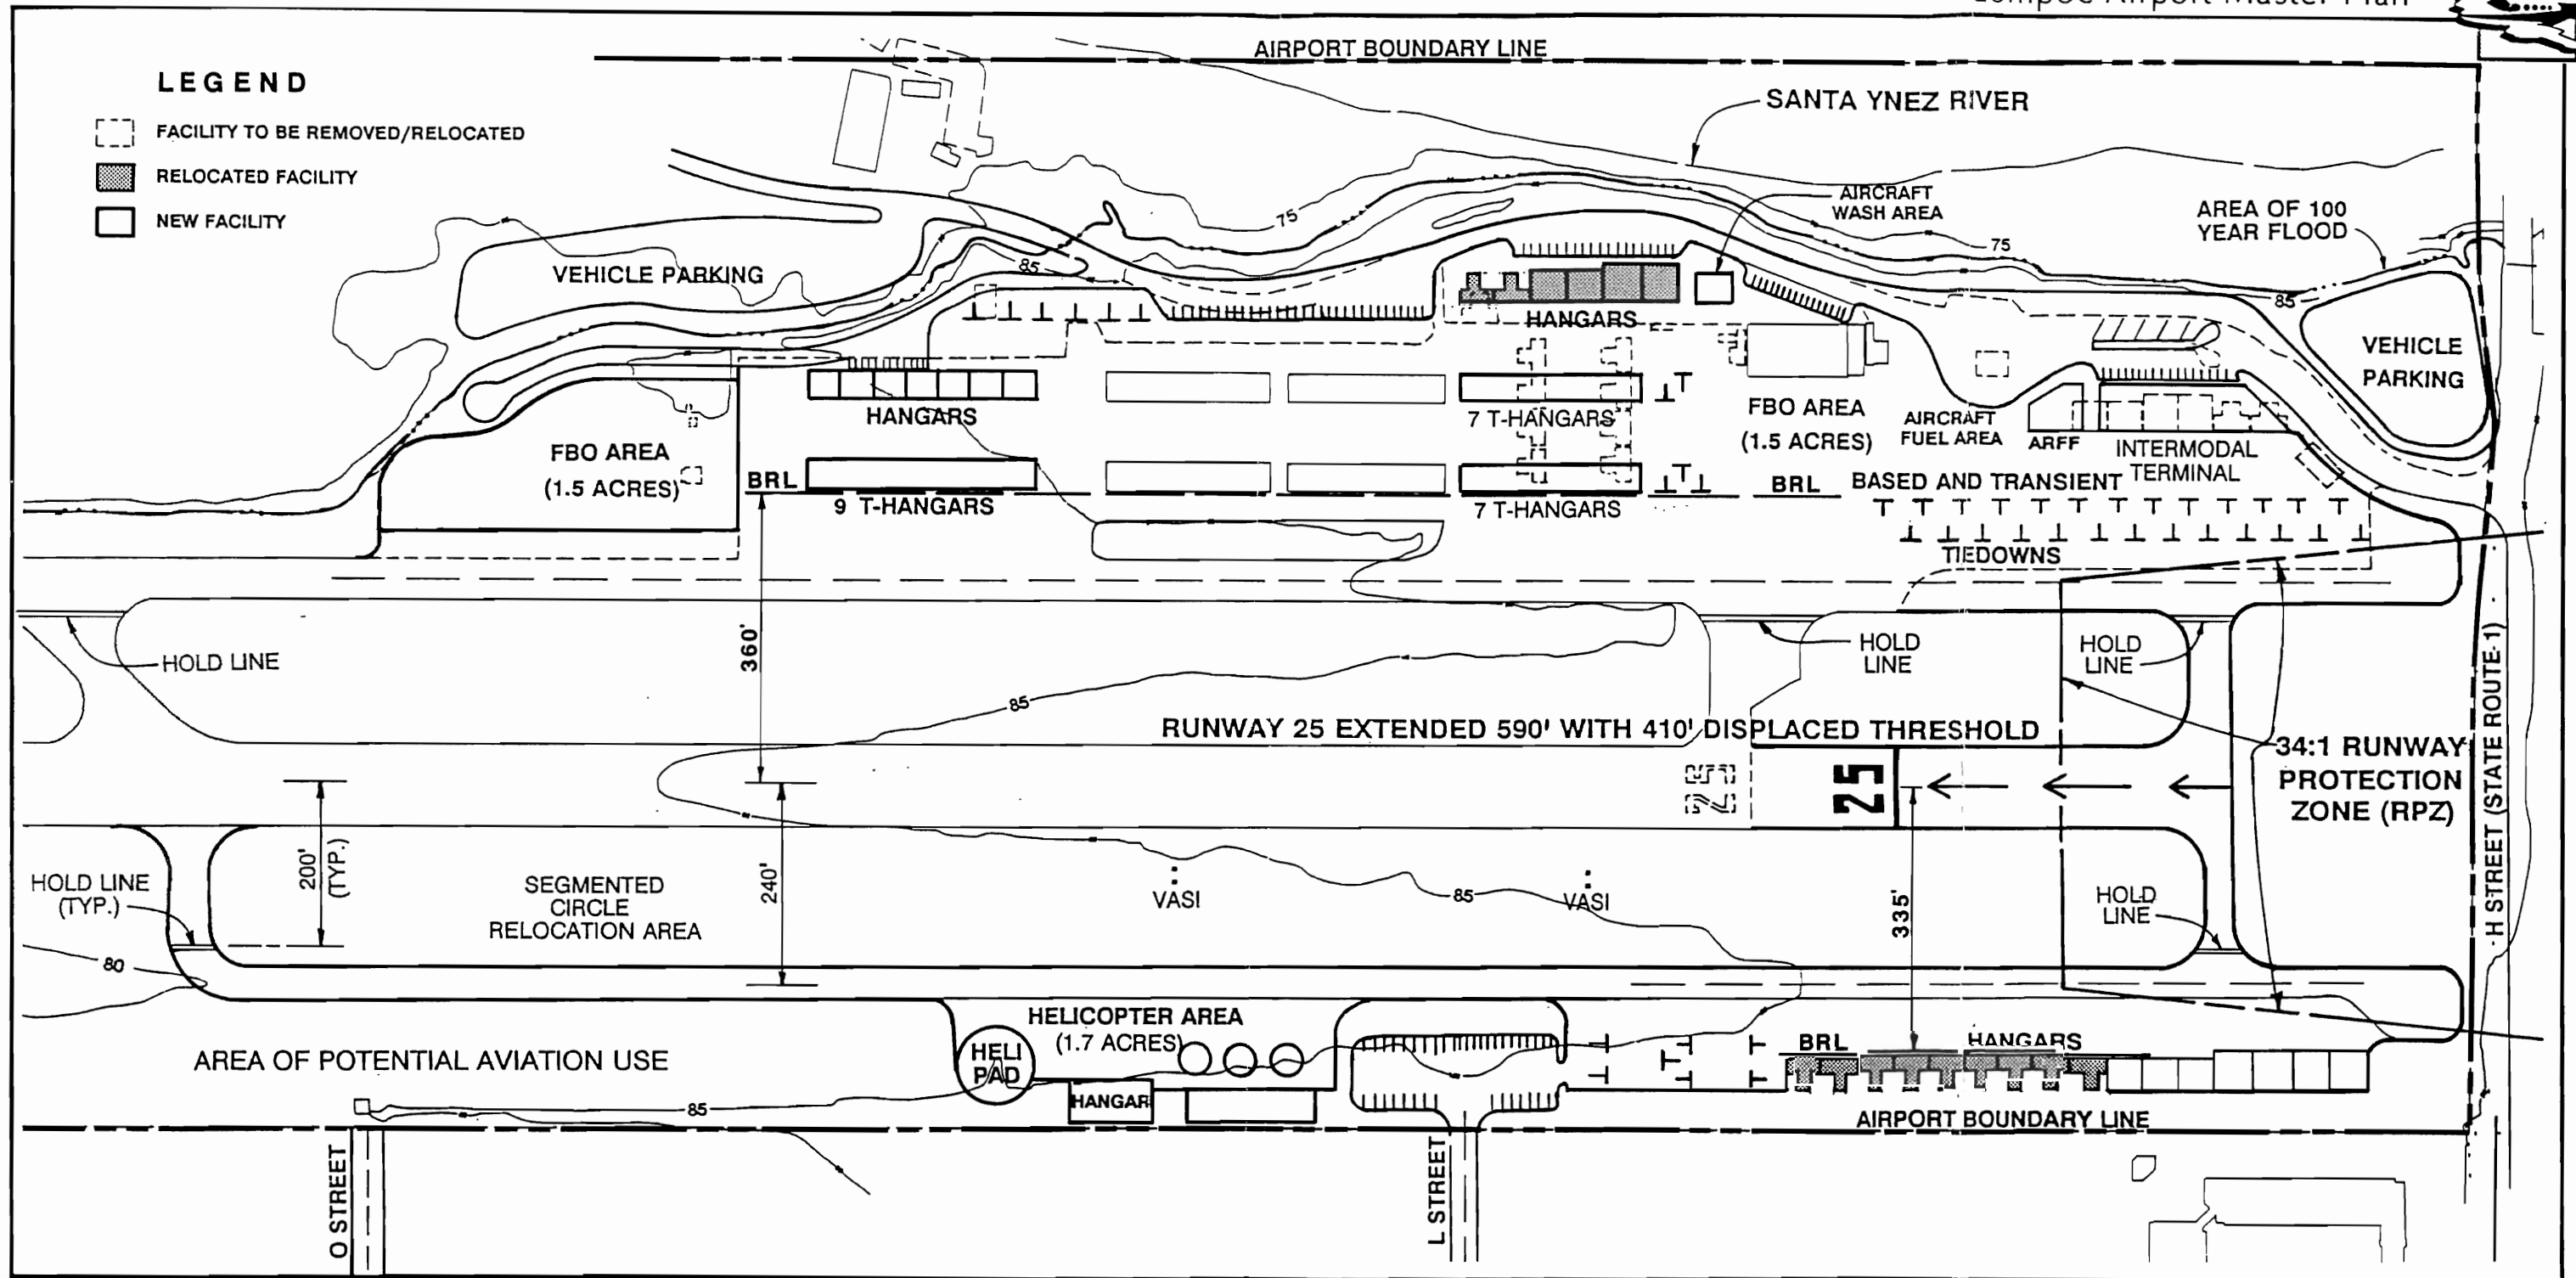 Lompoc Airport Master Plan
AIRPORT BOUNDARY LINE
LEGEND
FACILITY TO BE REMOVED/RELOCATED
RELOCATED FACILITY
NEW FACILITY
SANTA YNEZ RIVER
AIRCRAFT
WASH AREA
AREA OF 100
YEAR FLOOD
75
75
85
85
VEHICLE PARKING
HANGARS
VEHICLE
PARKING
HANGARS
7 T-HANGARS
FBO AREA
(1.5 ACRES)
AIRCRAFT
FUEL AREA
ARFF
INTERMODAL
TERMINAL
FBO AREA
(1.5 ACRES)
BRL
9 T-HANGARS
7 T-HANGARS
BRL
BASED AND TRANSIENT
TIEDOWNS
HOLD LINE
360'
HOLD
LINE
HOLD
LINE
85
RUNWAY 25 EXTENDED 590' WITH 410' DISPLACED THRESHOLD
34:1 RUNWAY
PROTECTION
ZONE (RPZ)
H STREET (STATE ROUTE 1)
25
25
200'
(TYP.)
240'
335'
HOLD LINE
(TYP.)
SEGMENTED
CIRCLE
RELOCATION AREA
VASI
85
VASI
HOLD
LINE
80
HELICOPTER AREA
(1.7 ACRES)
HELI
PAD
HANGAR
AREA OF POTENTIAL AVIATION USE
BRL
HANGARS
85
AIRPORT BOUNDARY LINE
O STREET
L STREET